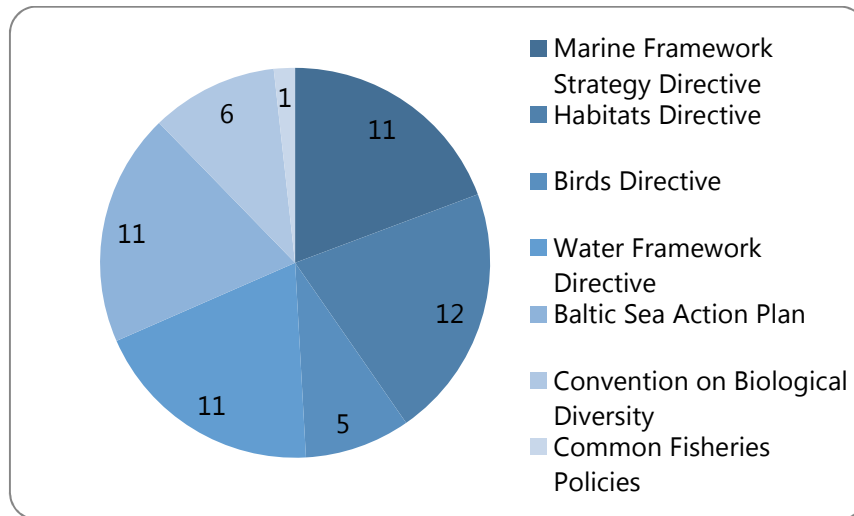 11
12
5
11
11
6
1
Marine Framework
Strategy Directive
Habitats Directive
Birds Directive
Water Framework
Directive
Baltic Sea Action Plan
Convention on Biological
Diversity
Common Fisheries
Policies